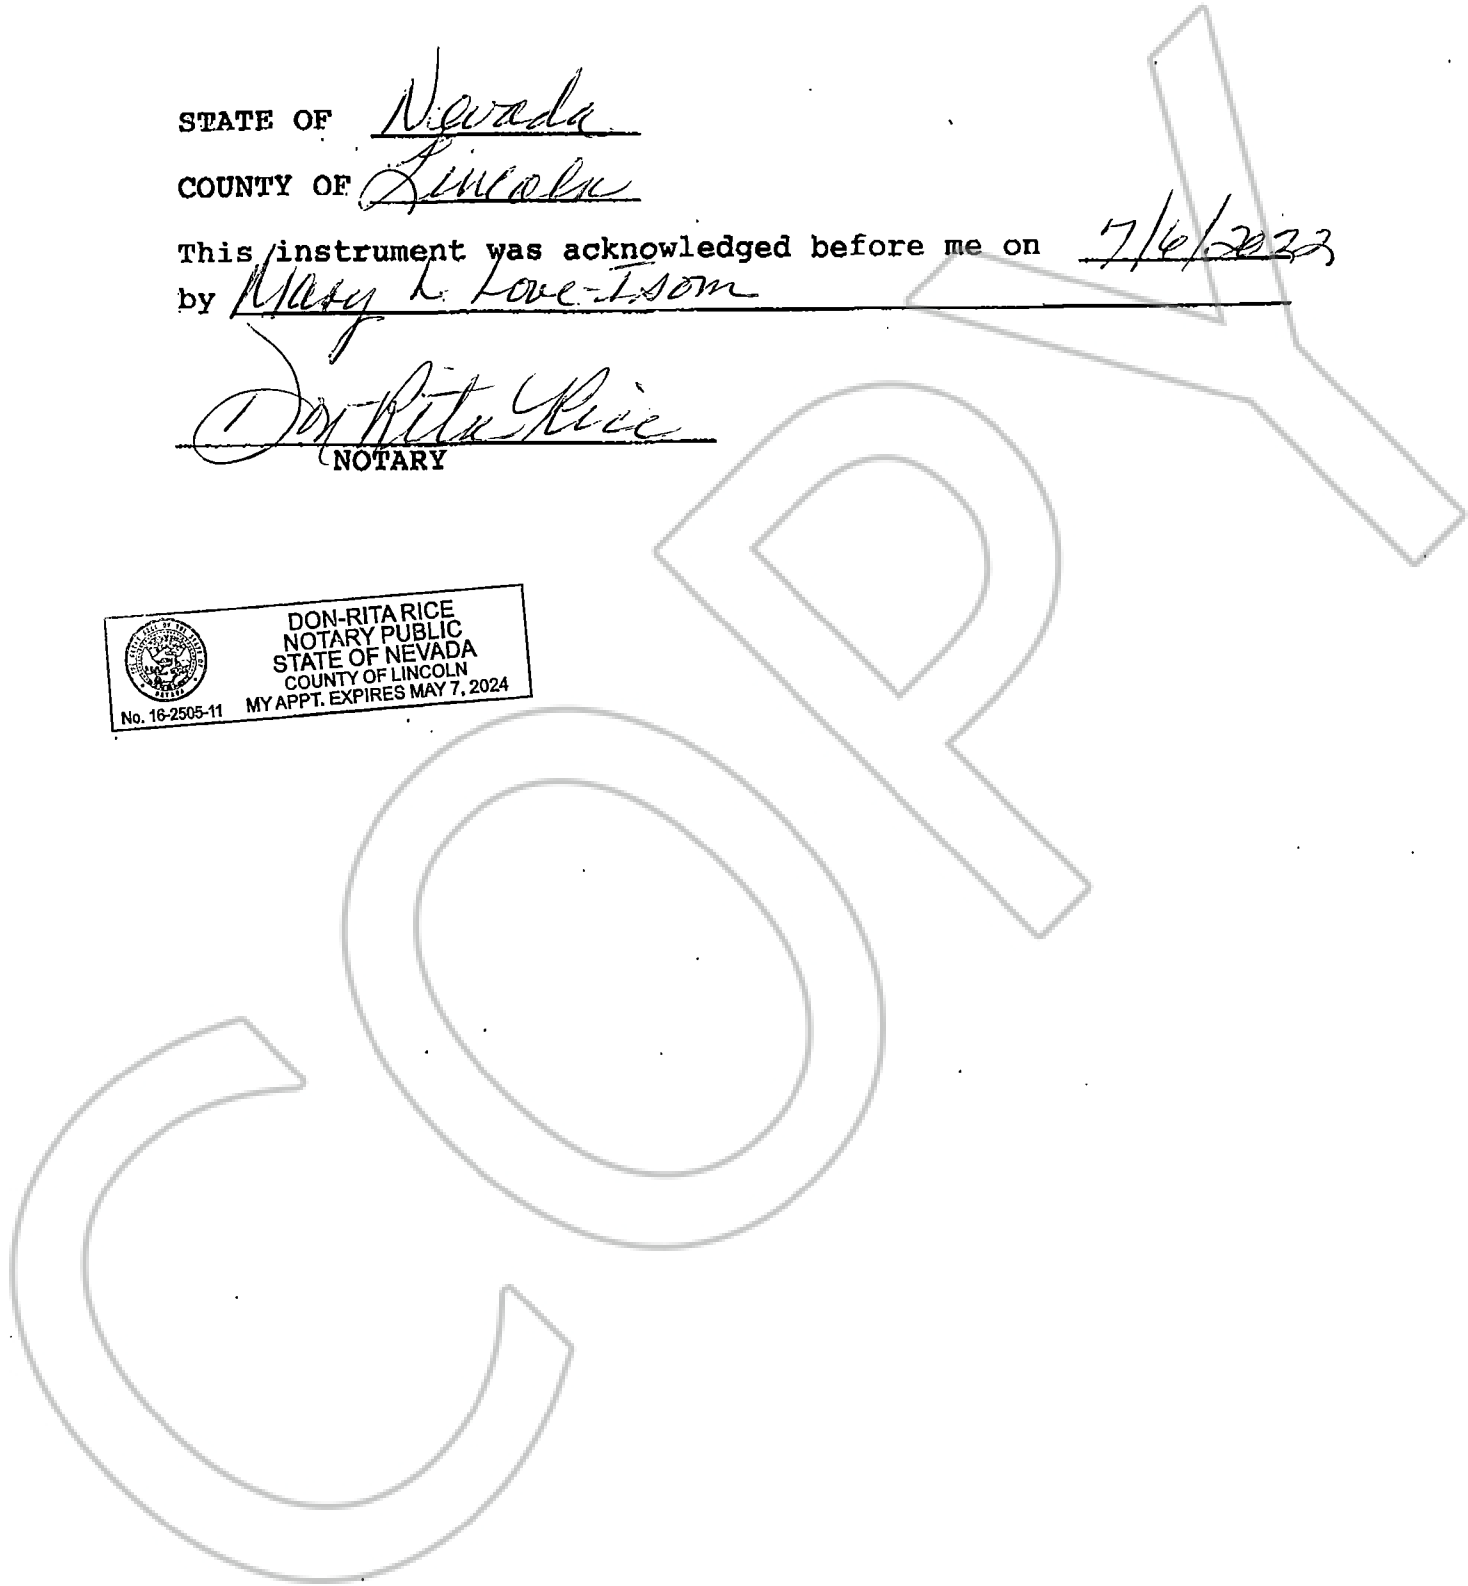 STATE OF Nevada
COUNTY OF Lincoln
This instrument was acknowledged before me on 7/6/2022
by Mary L. Love-Isom
Don-Rita Rice
NOTARY
DON-RITA RICE
NOTARY PUBLIC
STATE OF NEVADA
COUNTY OF LINCOLN
MY APPT. EXPIRES MAY 7, 2024
No. 16-2505-11
COPY